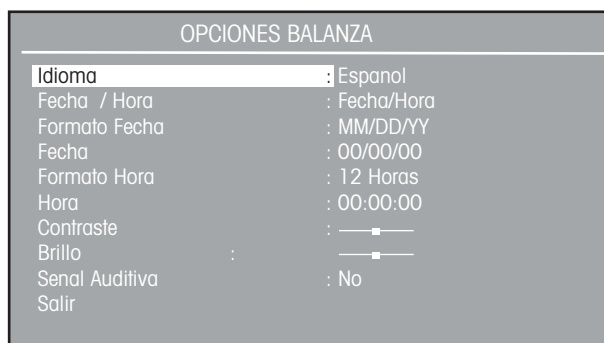 OPCIONES BALANZA
Idioma : Espanol
Fecha / Hora : Fecha/Hora
Formato Fecha : MM/DD/YY
Fecha : 00/00/00
Formato Hora : 12 Horas
Hora : 00:00:00
Contraste :
Brillo :
Senal Auditiva : No
Salir